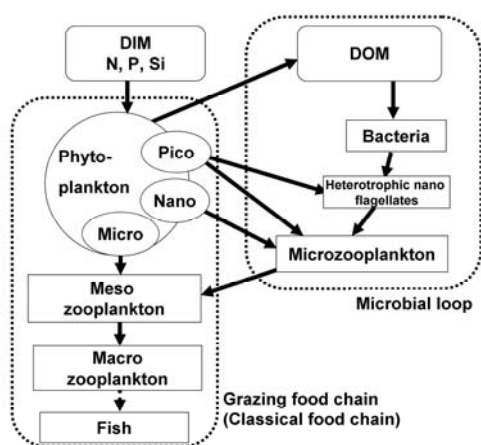 DIM
N, P, Si
DOM
Phyto-
plankton
Pico
Nano
Micro
Bacteria
Heterotrophic nano
flagellates
Microzooplankton
Microbial loop
Meso
zooplankton
Macro
zooplankton
Fish
Grazing food chain
(Classical food chain)